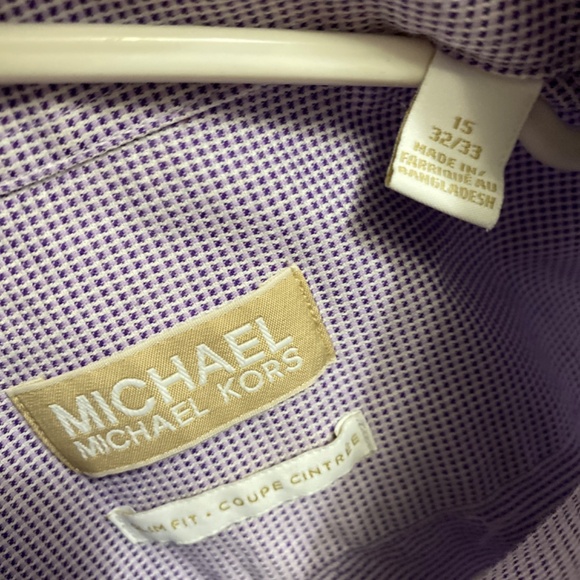 15
32/33
MADE IN/
FABRIQUÉ AU
BANGLADESH
MICHAEL
MICHAEL KORS
FIT • COUPE CINTRÉE